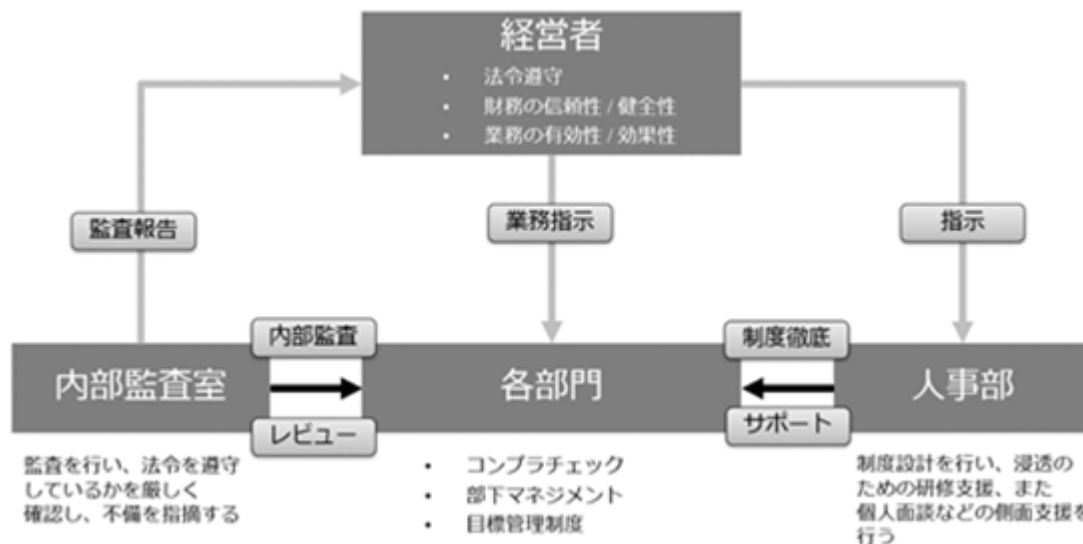 経営者
• 法令遵守
• 財務の信頼性 / 健全性
• 業務の有効性 / 効果性
監査報告
業務指示
指示
内部監査
制度徹底
内部監査室
各部門
人事部
レビュー
サポート
監査を行い、法令を遵守
しているかを厳しく
確認し、不備を指摘する
• コンプラチェック
• 部下マネジメント
• 目標管理制度
制度設計を行い、浸透の
ための研修支援、また
個人面談などの側面支援を
行う